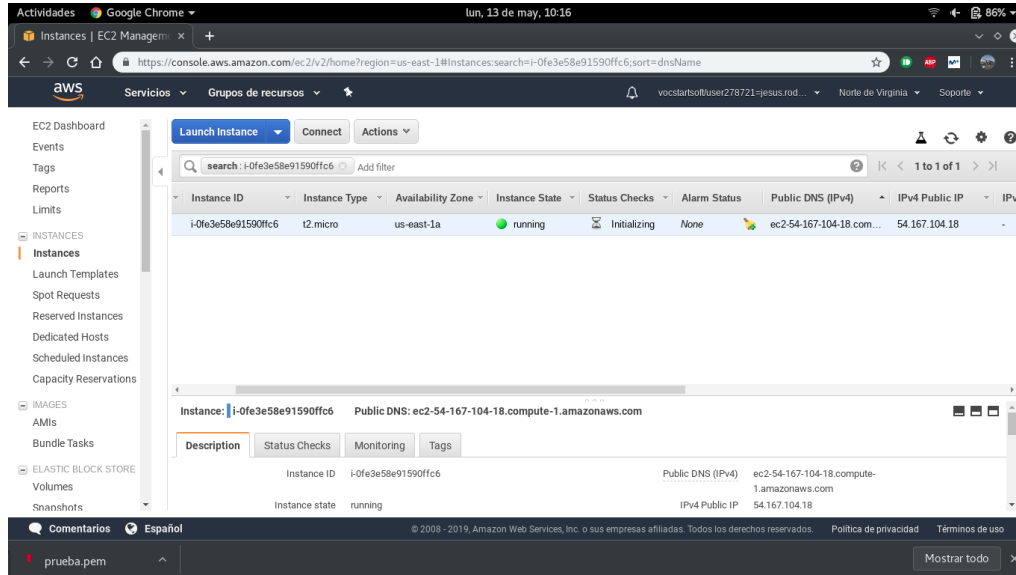 Actividades Google Chrome lun, 13 de may, 10:16 86%
Instances | EC2 Managem
https://console.aws.amazon.com/ec2/v2/home?region=us-east-1#Instances:search=i-0fe3e58e91590ffc6;sort=dnsName ABP
aws Servicios Grupos de recursos vocstartsoft/user278721=jesus.rod... Norte de Virginia Soporte
EC2 Dashboard
Events
Tags
Reports
Limits
INSTANCES
Instances
Launch Templates
Spot Requests
Reserved Instances
Dedicated Hosts
Scheduled Instances
Capacity Reservations
IMAGES
AMIs
Bundle Tasks
ELASTIC BLOCK STORE
Volumes
Snapshots
Launch Instance Connect Actions
search : i-0fe3e58e91590ffc6 Add filter 1 to 1 of 1
Instance ID Instance Type Availability Zone Instance State Status Checks Alarm Status Public DNS (IPv4) IPv4 Public IP IPv
i-0fe3e58e91590ffc6 t2.micro us-east-1a running Initializing None ec2-54-167-104-18.com... 54.167.104.18 -
Instance: i-0fe3e58e91590ffc6 Public DNS: ec2-54-167-104-18.compute-1.amazonaws.com
Description Status Checks Monitoring Tags
Instance ID i-0fe3e58e91590ffc6 Public DNS (IPv4) ec2-54-167-104-18.compute-
1.amazonaws.com
Instance state running IPv4 Public IP 54.167.104.18
Comentarios Español © 2008 - 2019, Amazon Web Services, Inc. o sus empresas afiliadas. Todos los derechos reservados. Política de privacidad Términos de uso
prueba.pem Mostrar todo